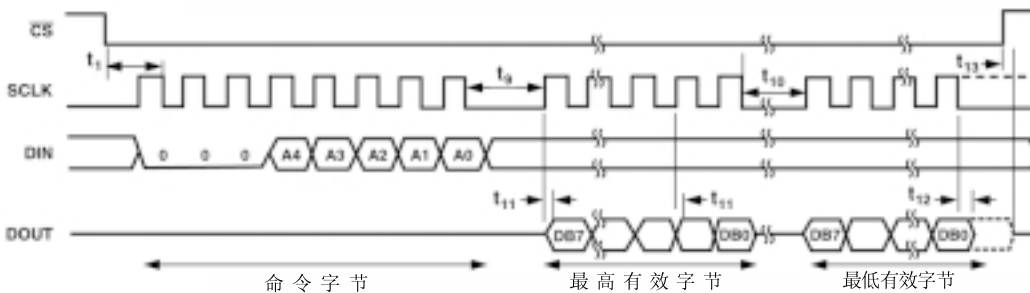 CS
t1 t9 t10 t13
SCLK
DIN 0 0 0 A4 A3 A2 A1 A0
t11 t11 t12
DOUT DB7 DB0 DB7 DB0
命令字节 最高有效字节 最低有效字节